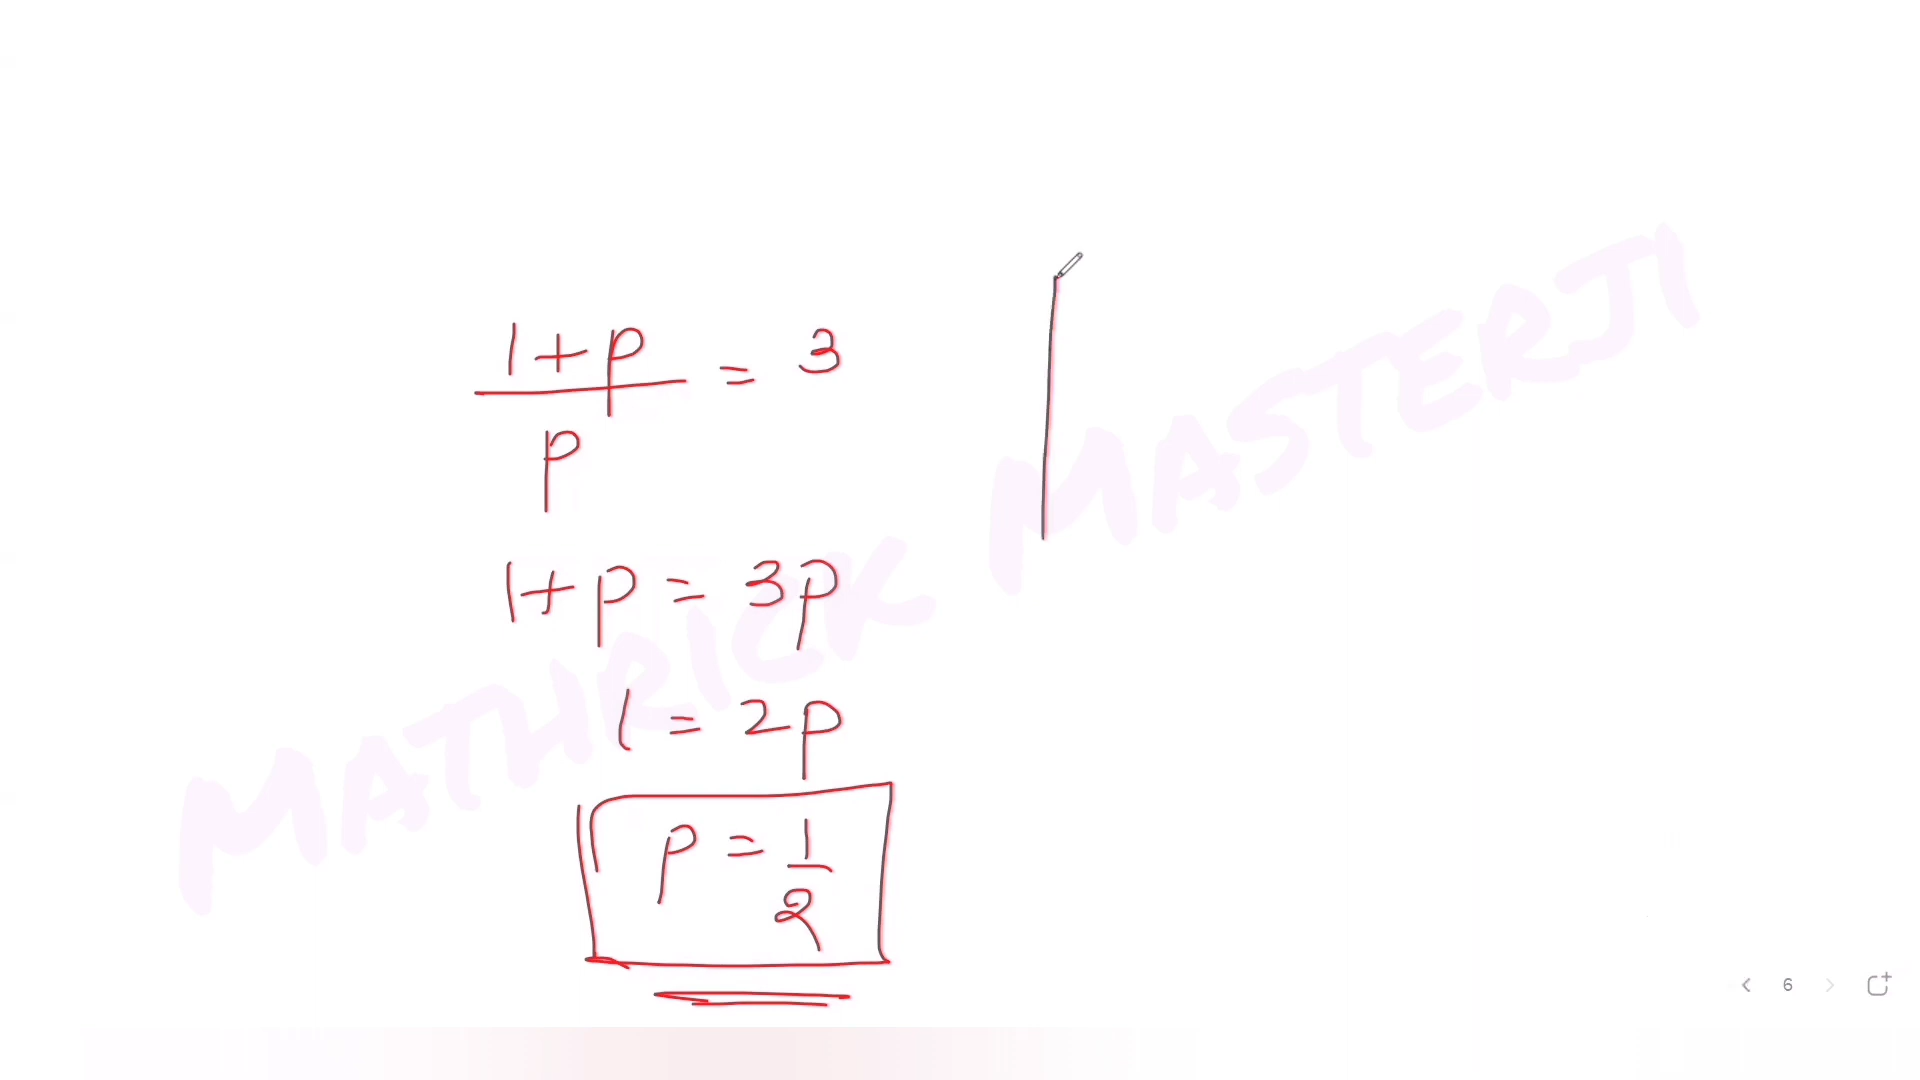 1+p
― = 3
p
1+p = 3p
1 = 2p
p = 1/2
MATHRICK MASTERJI
6